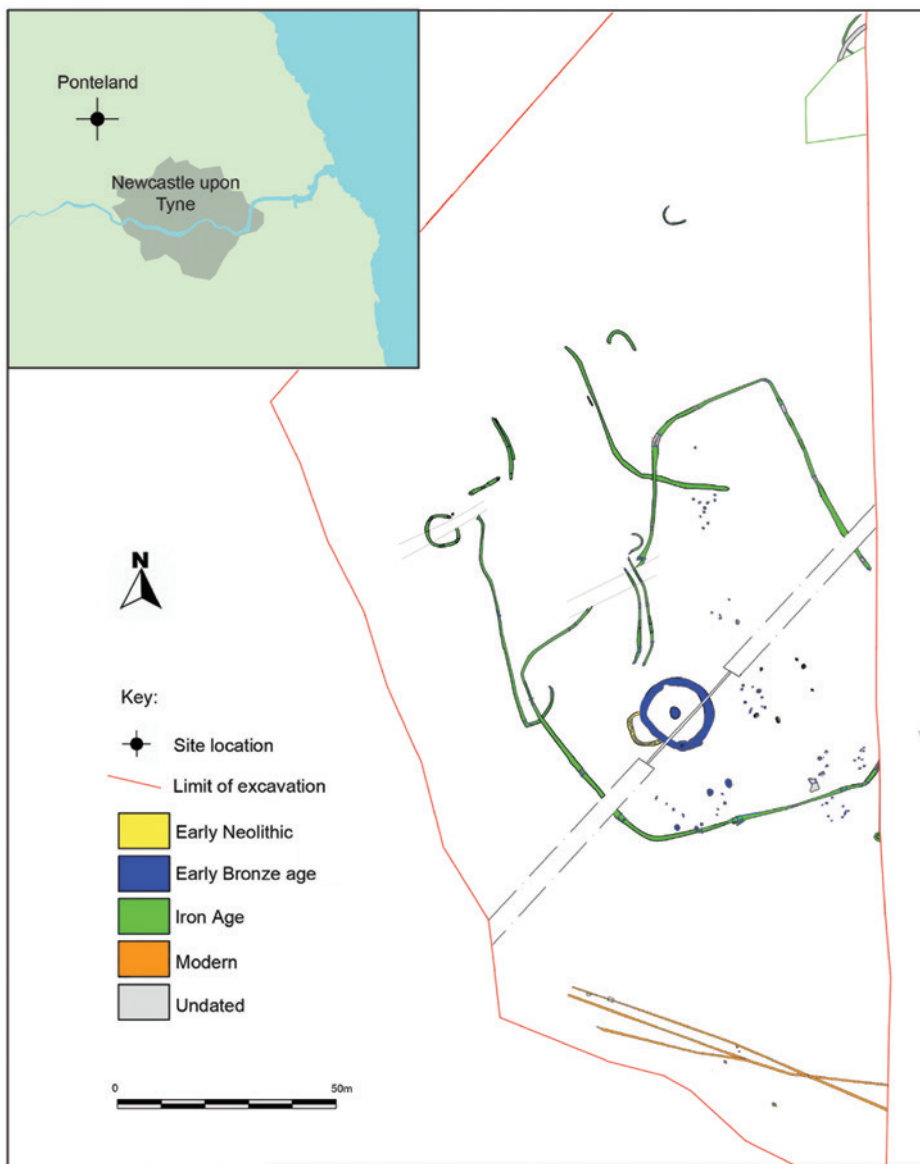 Ponteland
Newcastle upon
Tyne
N
Key:
Site location
Limit of excavation
Early Neolithic
Early Bronze age
Iron Age
Modern
Undated
0 50m